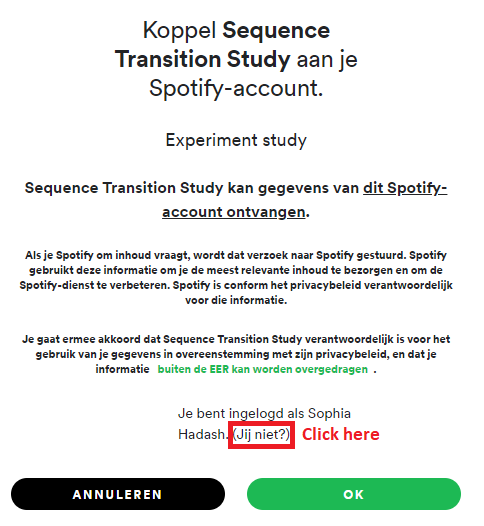 Koppel Sequence
Transition Study aan je
Spotify-account.
Experiment study
Sequence Transition Study kan gegevens van dit Spotify-
account ontvangen.
Als je Spotify om inhoud vraagt, wordt dat verzoek naar Spotify gestuurd. Spotify
gebruikt deze informatie om je de meest relevante inhoud te bezorgen en om de
Spotify-dienst te verbeteren. Spotify is conform het privacybeleid verantwoordelijk
voor die informatie.
Je gaat ermee akkoord dat Sequence Transition Study verantwoordelijk is voor het
gebruik van je gegevens in overeenstemming met zijn privacybeleid, en dat je
informatie buiten de EER kan worden overgedragen .
Je bent ingelogd als Sophia
Hadash. (Jij niet?) Click here
ANNULEREN OK